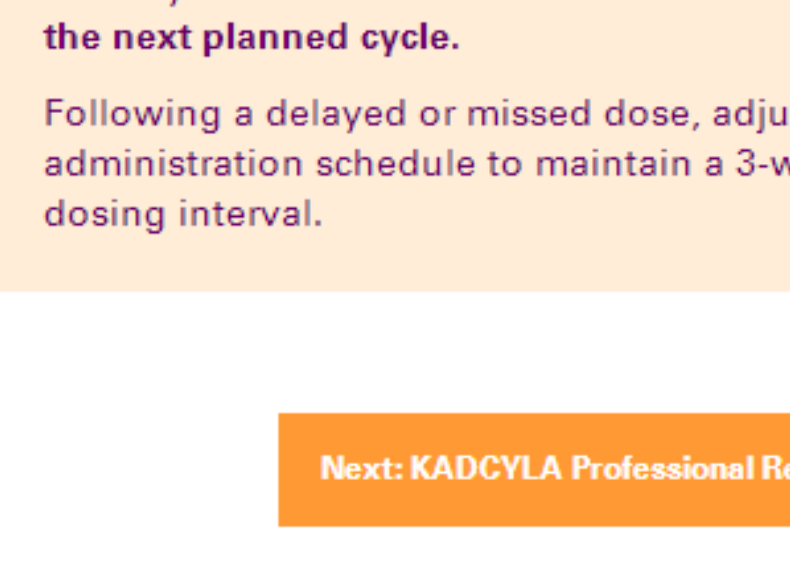 the next planned cycle.
Following a delayed or missed dose, adju
administration schedule to maintain a 3-w
dosing interval.
Next: KADCYLA Professional Re